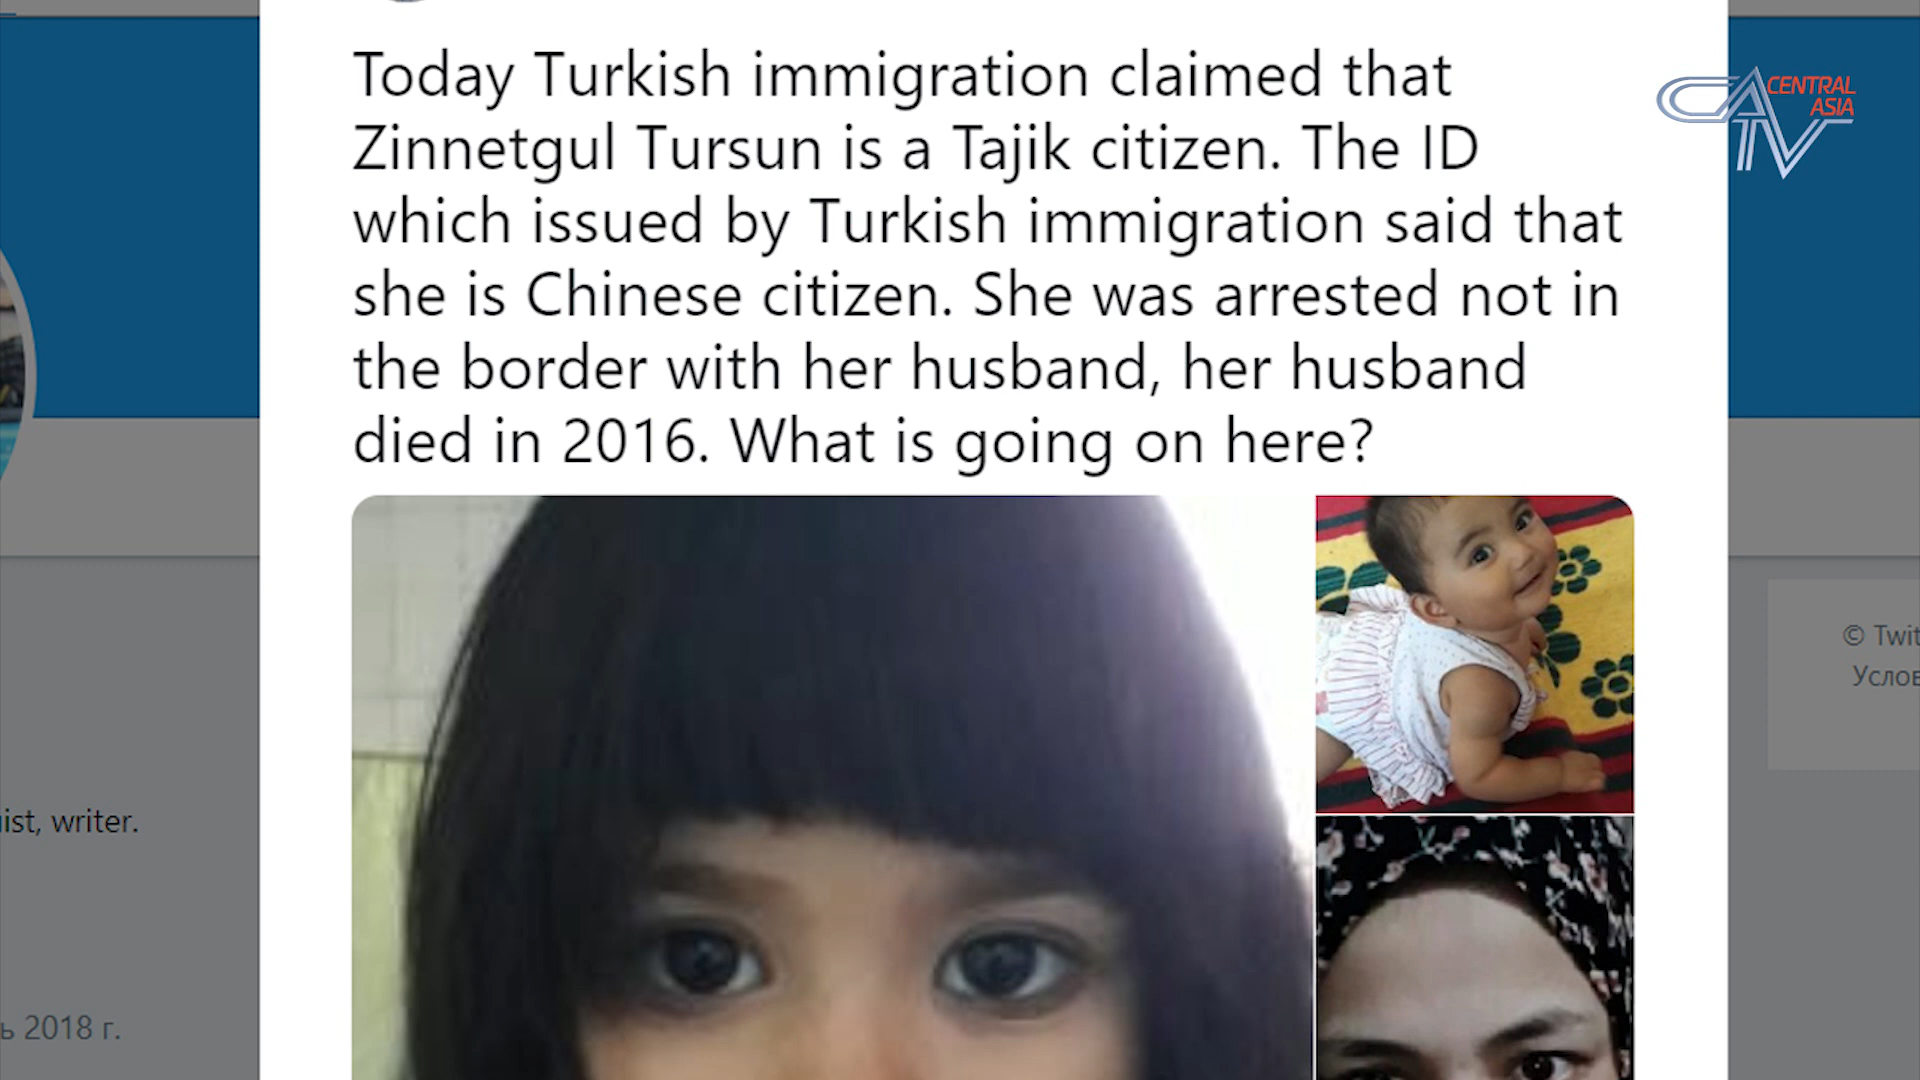 Today Turkish immigration claimed that
Zinnetgul Tursun is a Tajik citizen. The ID
which issued by Turkish immigration said that
she is Chinese citizen. She was arrested not in
the border with her husband, her husband
died in 2016. What is going on here?
CATV
CENTRAL
ASIA
© Twit
Услов
ist, writer.
ь 2018 г.